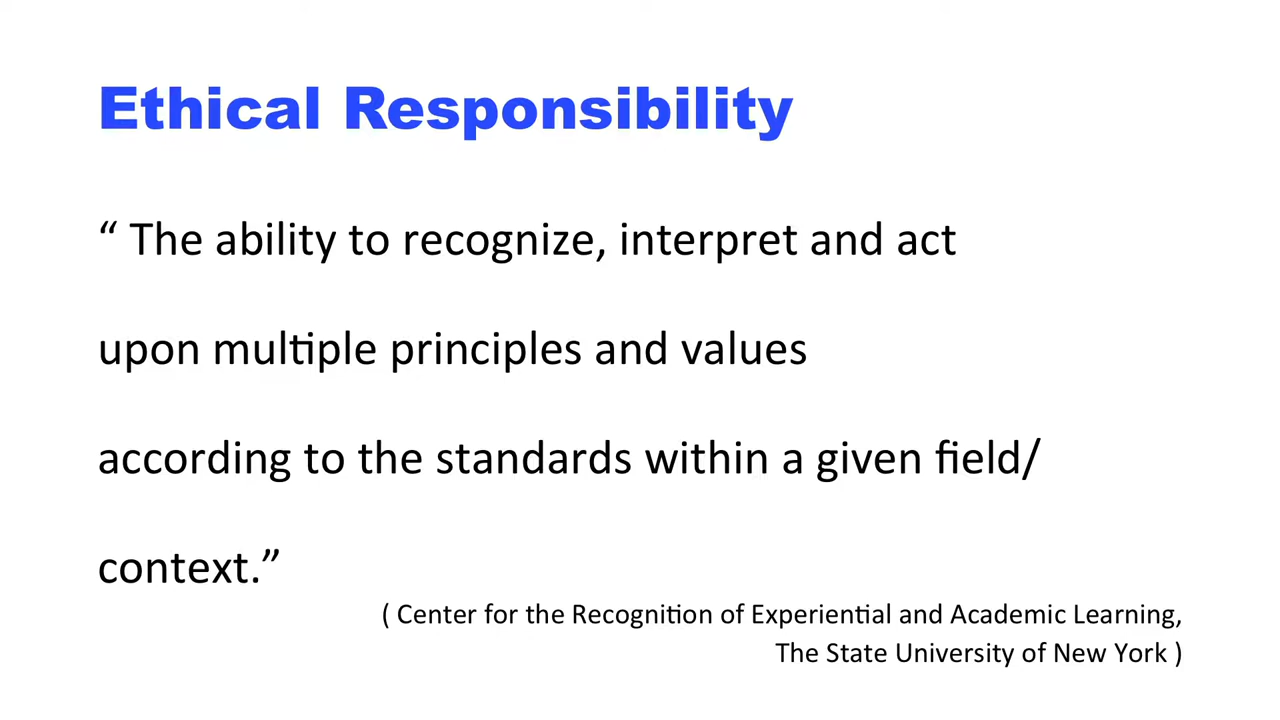 Ethical Responsibility
“ The ability to recognize, interpret and act
upon multiple principles and values
according to the standards within a given field/
context.”
( Center for the Recognition of Experiential and Academic Learning,
The State University of New York )